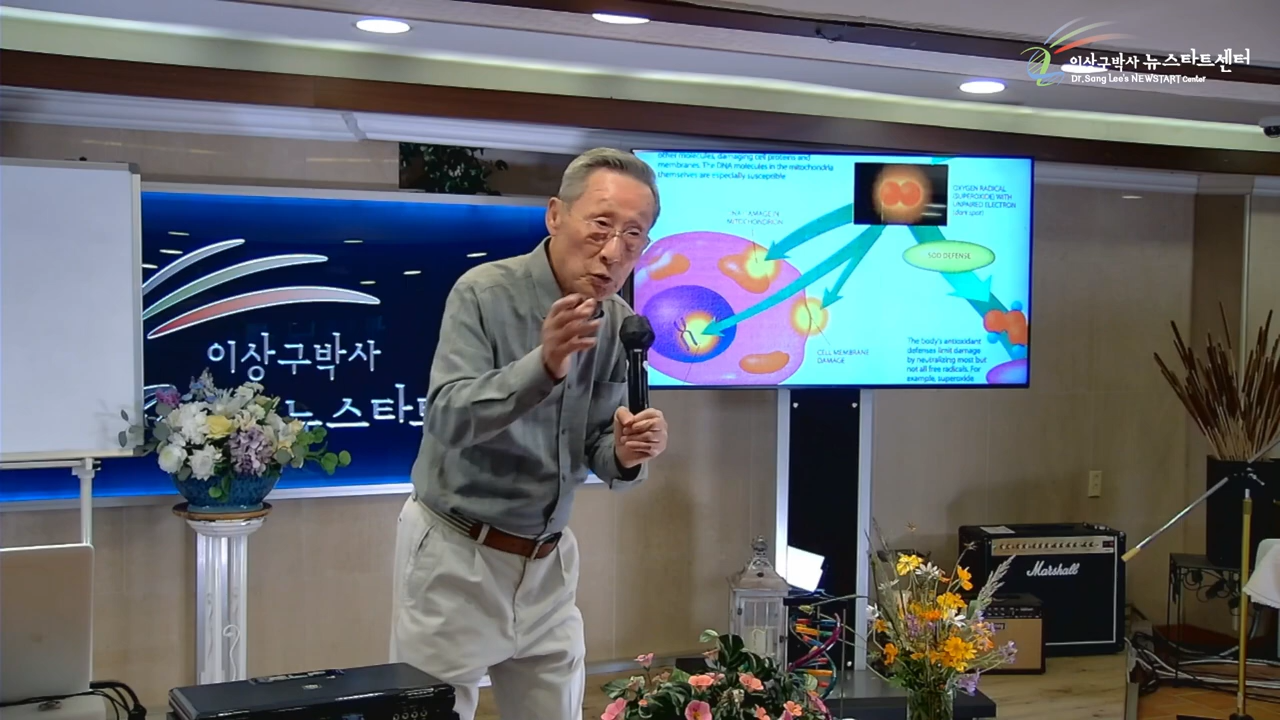 이상구박사 뉴스타트센터
Dr. Sang Lee's NEWSTART Center
other molecules, damaging cell proteins and
membranes. The DNA molecules in the mitochondria
themselves are especially susceptible
OXYGEN RADICAL
(SUPEROXIDE) WITH
UNPAIRED ELECTRON
(dark spot)
MITOCHONDRION
SOD DEFENSE
CELL MEMBRANE
DAMAGE
The body's antioxidant
defenses limit damage
by neutralizing most but
not all free radicals. For
example, superoxide
이상구박사
뉴스타트
Marshall